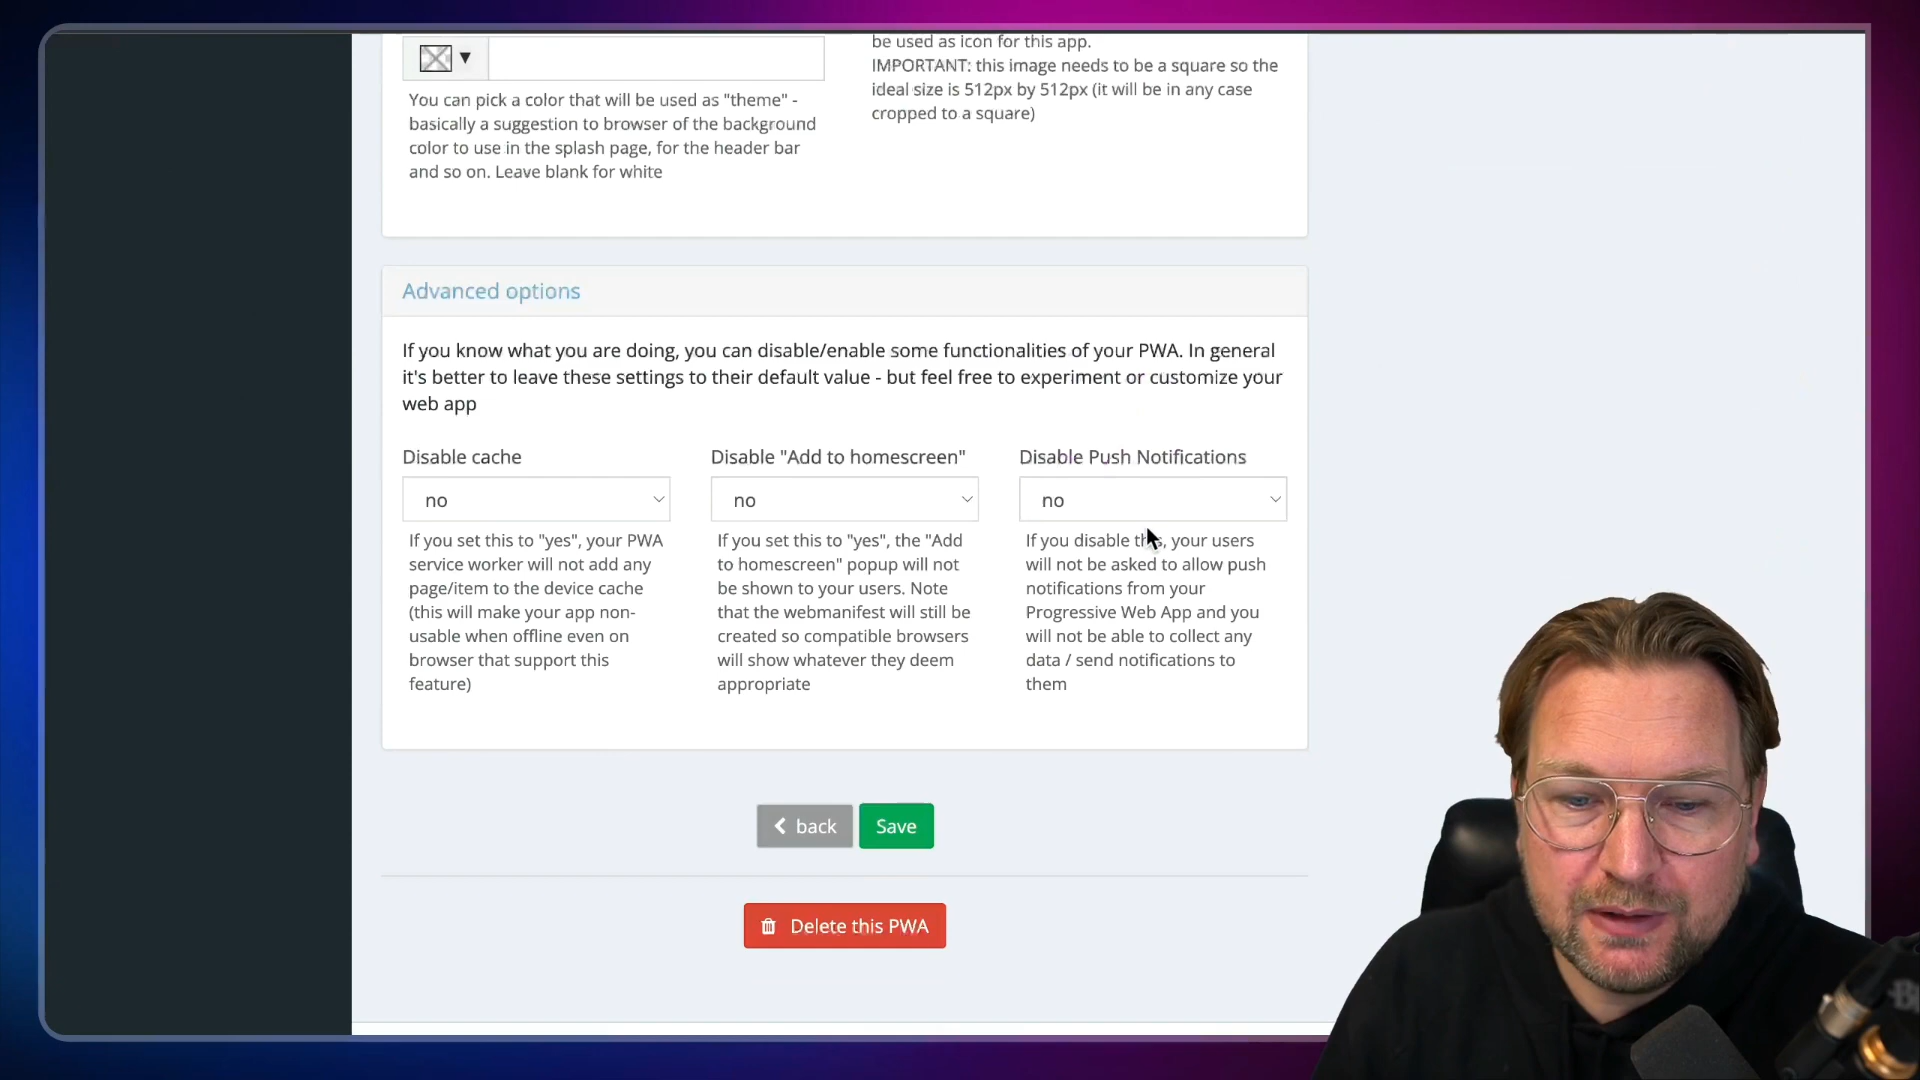 You can pick a color that will be used as "theme" -
basically a suggestion to browser of the background
color to use in the splash page, for the header bar
and so on. Leave blank for white
be used as icon for this app.
IMPORTANT: this image needs to be a square so the
ideal size is 512px by 512px (it will be in any case
cropped to a square)
Advanced options
If you know what you are doing, you can disable/enable some functionalities of your PWA. In general
it's better to leave these settings to their default value - but feel free to experiment or customize your
web app
Disable cache
no
If you set this to "yes", your PWA
service worker will not add any
page/item to the device cache
(this will make your app non-
usable when offline even on
browser that support this
feature)
Disable "Add to homescreen"
no
If you set this to "yes", the "Add
to homescreen" popup will not
be shown to your users. Note
that the webmanifest will still be
created so compatible browsers
will show whatever they deem
appropriate
Disable Push Notifications
no
If you disable this, your users
will not be asked to allow push
notifications from your
Progressive Web App and you
will not be able to collect any
data / send notifications to
them
back
Save
Delete this PWA